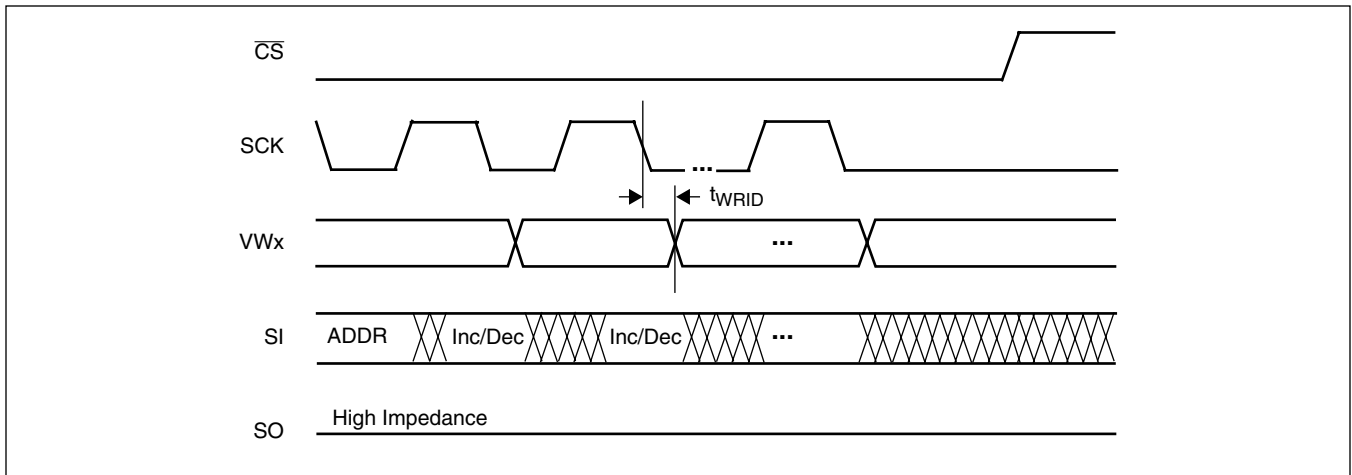 CS
SCK
...
tWRID
VWx
...
SI ADDR Inc/Dec Inc/Dec ...
SO High Impedance